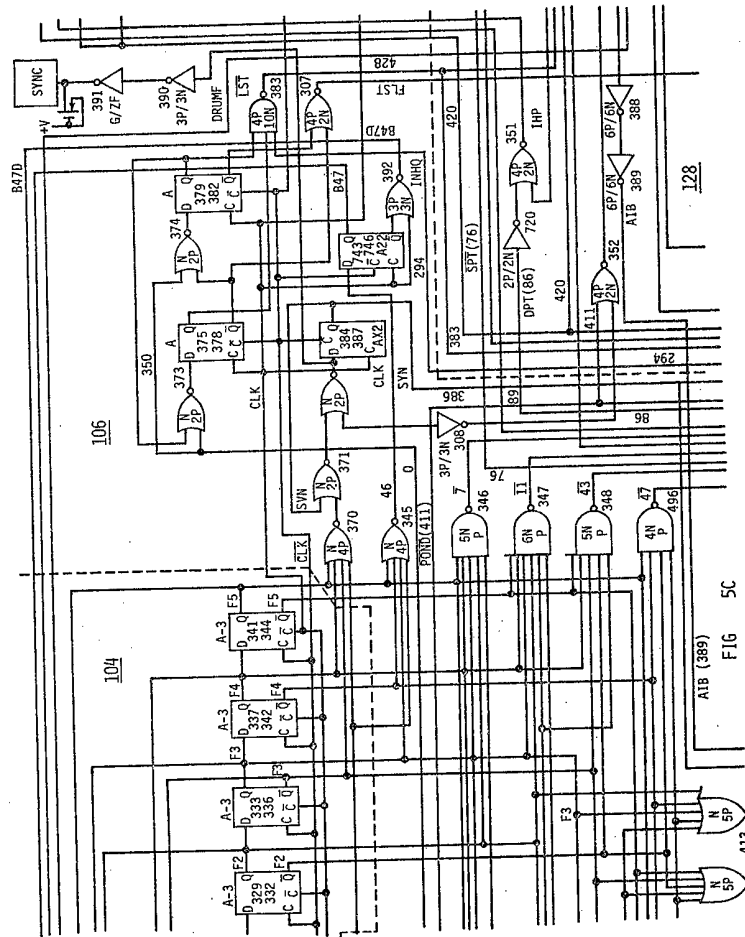 SYNC
+V
391
G/ZF
390
3P/3N
DRUMF
B47D
LST
4P
10N
383
307
4P
12N
428
FLST
B47D
A
D Q
379
382
C C Q
374
N
2P
B47
D Q
743
746
C A22
C Q
3P
3N
392
INHQ
294
420
351
4P
2N
IHP
720
2P/2N
388
6P/6N
389
6P/6N
AIB
352
4P
2N
411
128
106
350
A
D Q
375
378
C C Q
373
N
2P
CLK
D Q
384
387
C AX2
CLK
SYN
N
2P
SPT(76)
DPT(86)
383
420
294
386
89
86
308
3P/3N
76
371
N
2P
SVN
370
N
4P
CLK
46
0
345
N
4P
POND(411)
7
346
5N
P
11
347
6N
P
43
348
5N
P
47
496
4N
P
104
A-3
F5
D Q
341
344
C C Q
F5
A-3
F4
D Q
337
342
C C Q
F4
A-3
F3
D Q
333
336
C C Q
F3
A-3
F2
D Q
329
332
C C Q
F2
F3
N
5P
413
N
5P
AIB (389)
FIG 5C